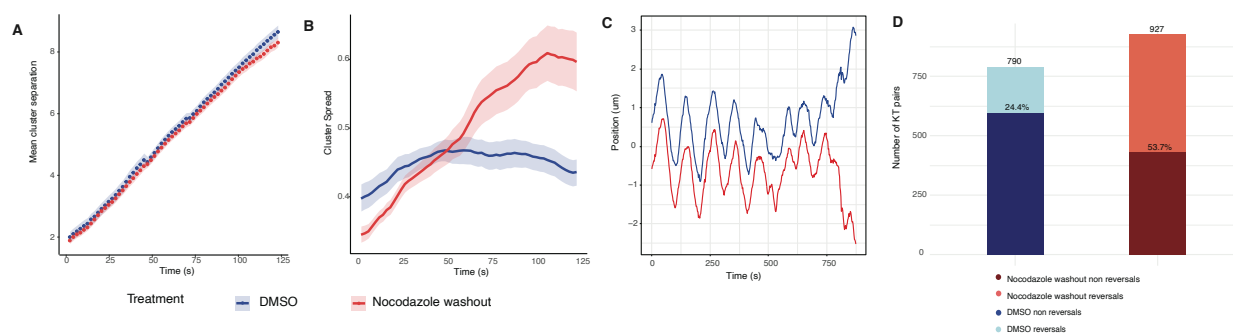 A
Mean cluster separation
8
6
4
2
0
25
50
75
100
125
Time (s)
B
Cluster Spread
0.6
0.5
0.4
0
25
50
75
100
125
Time (s)
C
Position (um)
3
2
1
0
−1
−2
0
250
500
750
Time (s)
D
Number of KT pairs
750
500
250
0
790
24.4%
927
53.7%
Treatment
DMSO
Nocodazole washout
Nocodazole washout non reversals
Nocodazole washout reversals
DMSO non reversals
DMSO reversals